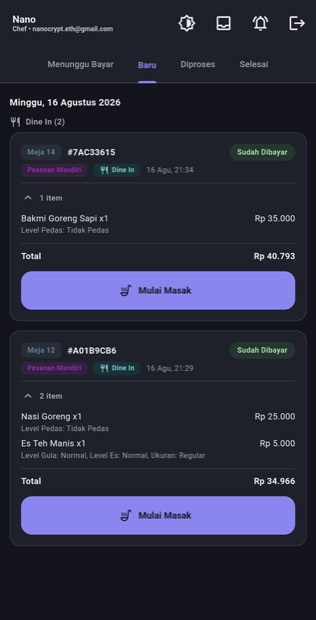 Nano
Chef • nanocrypt.eth@gmail.com
Menunggu Bayar Baru Diproses Selesai
Minggu, 16 Agustus 2026
Dine In (2)
Meja 14 #7AC33615 Sudah Dibayar
Pesanan Mandiri Dine In 16 Agu, 21:34
1 item
Bakmi Goreng Sapi x1 Rp 35.000
Level Pedas: Tidak Pedas
Total Rp 40.793
Mulai Masak
Meja 12 #A01B9CB6 Sudah Dibayar
Pesanan Mandiri Dine In 16 Agu, 21:29
2 item
Nasi Goreng x1 Rp 25.000
Level Pedas: Tidak Pedas
Es Teh Manis x1 Rp 5.000
Level Gula: Normal, Level Es: Normal, Ukuran: Regular
Total Rp 34.966
Mulai Masak